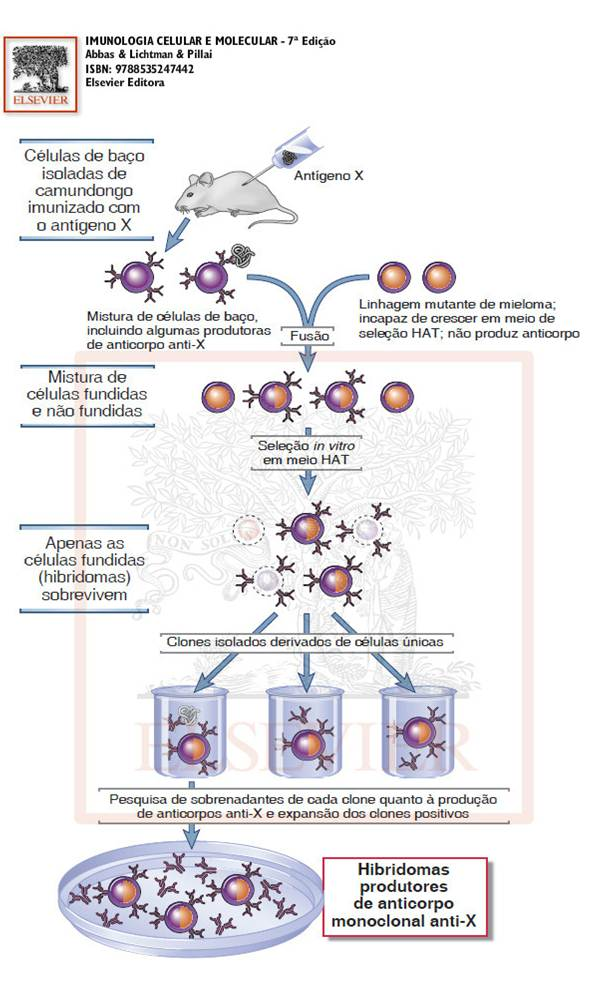 IMUNOLOGIA CELULAR E MOLECULAR - 7ª Edição
Abbas & Lichtman & Pillai
ISBN: 9788535247442
Elsevier Editora
ELSEVIER
Células de baço
isoladas de
camundongo
imunizado com
o antígeno X
Antígeno X
Mistura de células de baço,
incluindo algumas produtoras
de anticorpo anti-X
Linhagem mutante de mieloma;
incapaz de crescer em meio de
seleção HAT; não produz anticorpo
Fusão
Mistura de
células fundidas
e não fundidas
Seleção in vitro
em meio HAT
Apenas as
células fundidas
(hibridomas)
sobrevivem
NON SOL
Clones isolados derivados de células únicas
ELSEVIER
Pesquisa de sobrenadantes de cada clone quanto à produção
de anticorpos anti-X e expansão dos clones positivos
Hibridomas
produtores
de anticorpo
monoclonal anti-X